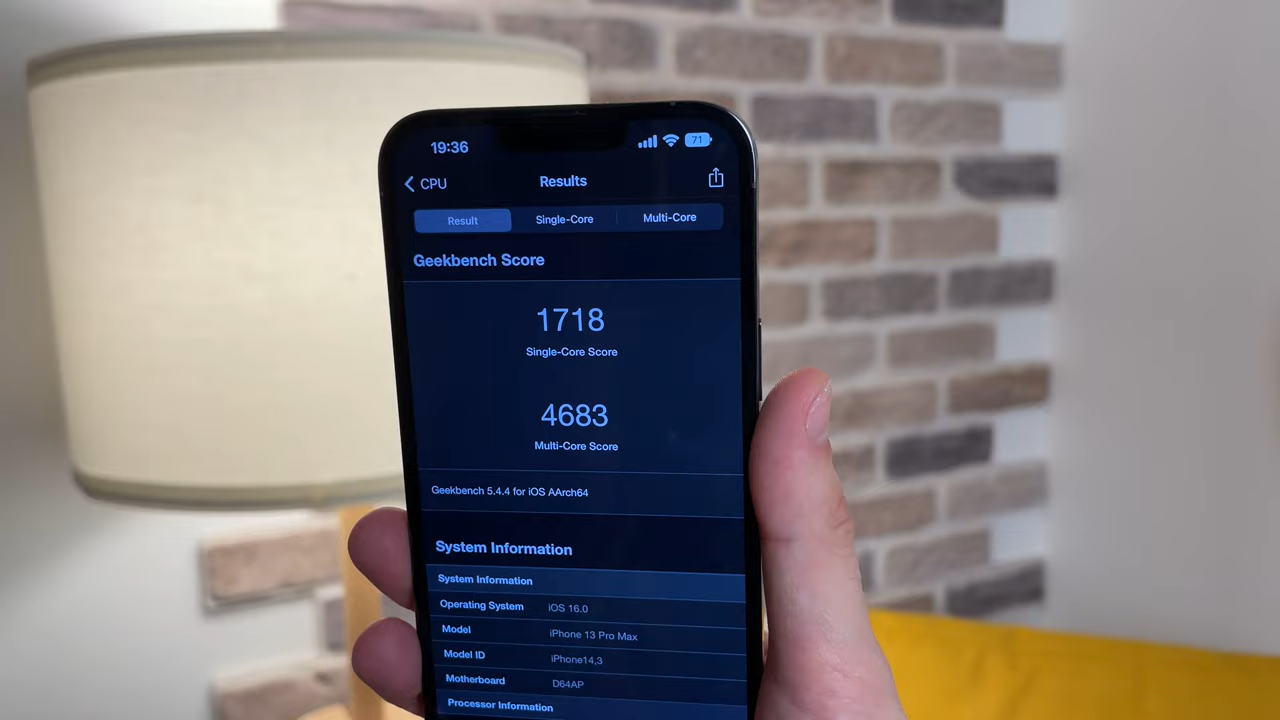 19:36
71
CPU Results
Result Single-Core Multi-Core
Geekbench Score
1718
Single-Core Score
4683
Multi-Core Score
Geekbench 5.4.4 for iOS AArch64
System Information
System Information
Operating System iOS 16.0
Model iPhone 13 Pro Max
Model ID iPhone14,3
Motherboard D64AP
Processor Information